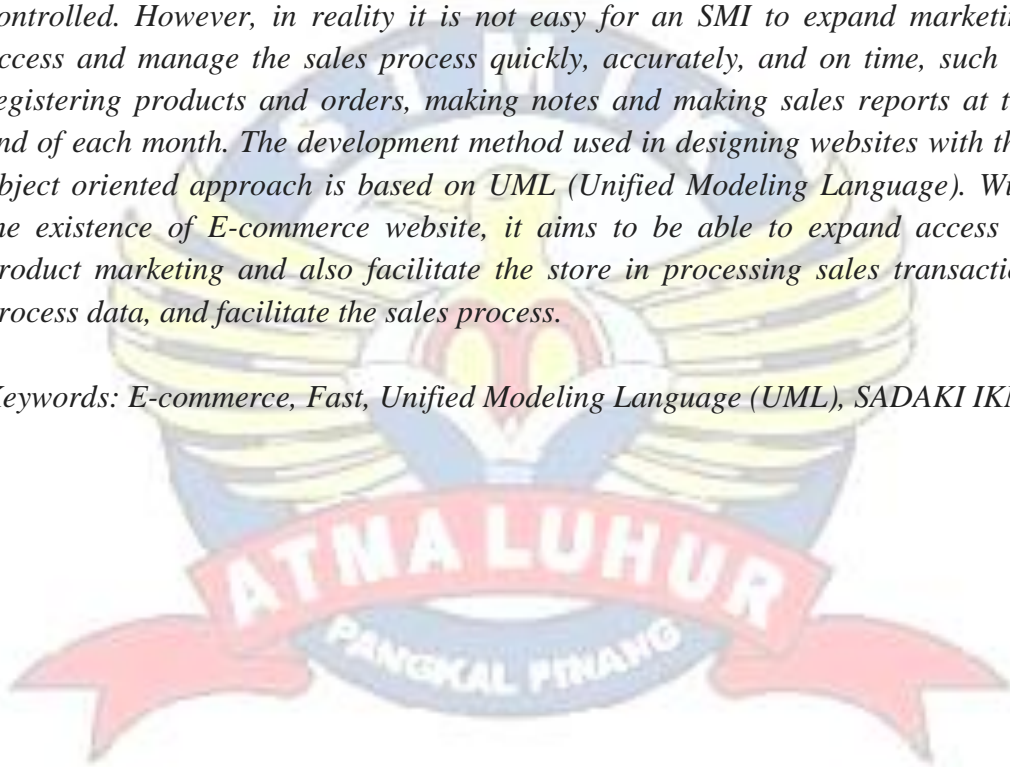 ontrolled. However, in reality it is not easy for an SMI to expand marketin
ccess and manage the sales process quickly, accurately, and on time, such
egistering products and orders, making notes and making sales reports at t
nd of each month. The development method used in designing websites with th
bject oriented approach is based on UML (Unified Modeling Language). Wi
he existence of E-commerce website, it aims to be able to expand access
roduct marketing and also facilitate the store in processing sales transactio
rocess data, and facilitate the sales process.
Keywords: E-commerce, Fast, Unified Modeling Language (UML), SADAKI IKM
STMIK
ATMA LUHUR
PANGKAL PINANG